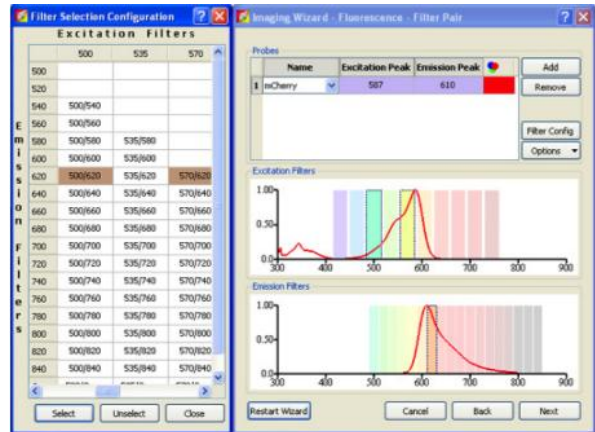 Filter Selection Configuration
Excitation Filters
500 535 570
Emission Filters
500
520
540 500/540
560 500/560
580 500/580 535/580
600 500/600 535/600
620 500/620 535/620 570/620
640 500/640 535/640 570/640
660 500/660 535/660 570/660
680 500/680 535/680 570/680
700 500/700 535/700 570/700
720 500/720 535/720 570/720
740 500/740 535/740 570/740
760 500/760 535/760 570/760
780 500/780 535/780 570/780
800 500/800 535/800 570/800
820 500/820 535/820 570/820
840 500/840 535/840 570/840
Select Unselect Close
Imaging Wizard - Fluorescence - Filter Pair
Probes
Name Excitation Peak Emission Peak
1 mCherry 587 610
Add
Remove
Filter Config
Options
Excitation Filters
1.00
0.50
0.00
300 400 500 600 700 800 900
Emission Filters
1.00
0.50
0.00
300 400 500 600 700 800 900
Restart Wizard Cancel Back Next